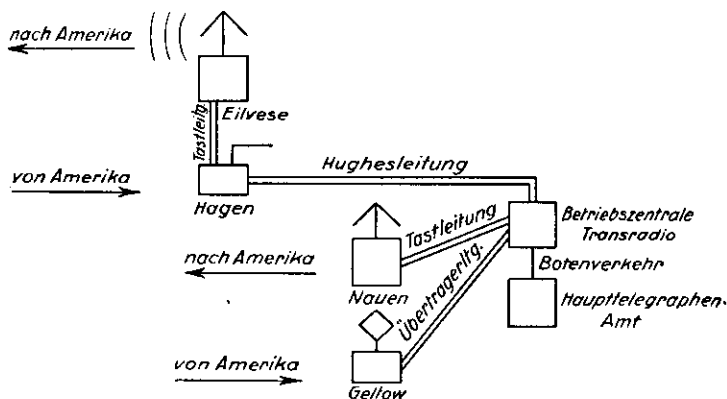 nach Amerika
Eilvese
Tastleitg.
von Amerika
Hughesleitung
Hagen
Tastleitung
Betriebszentrale
Transradio
nach Amerika
Botenverkehr
Nauen
Übertragerltg.
Haupttelegraphen-
Amt
von Amerika
Geltow